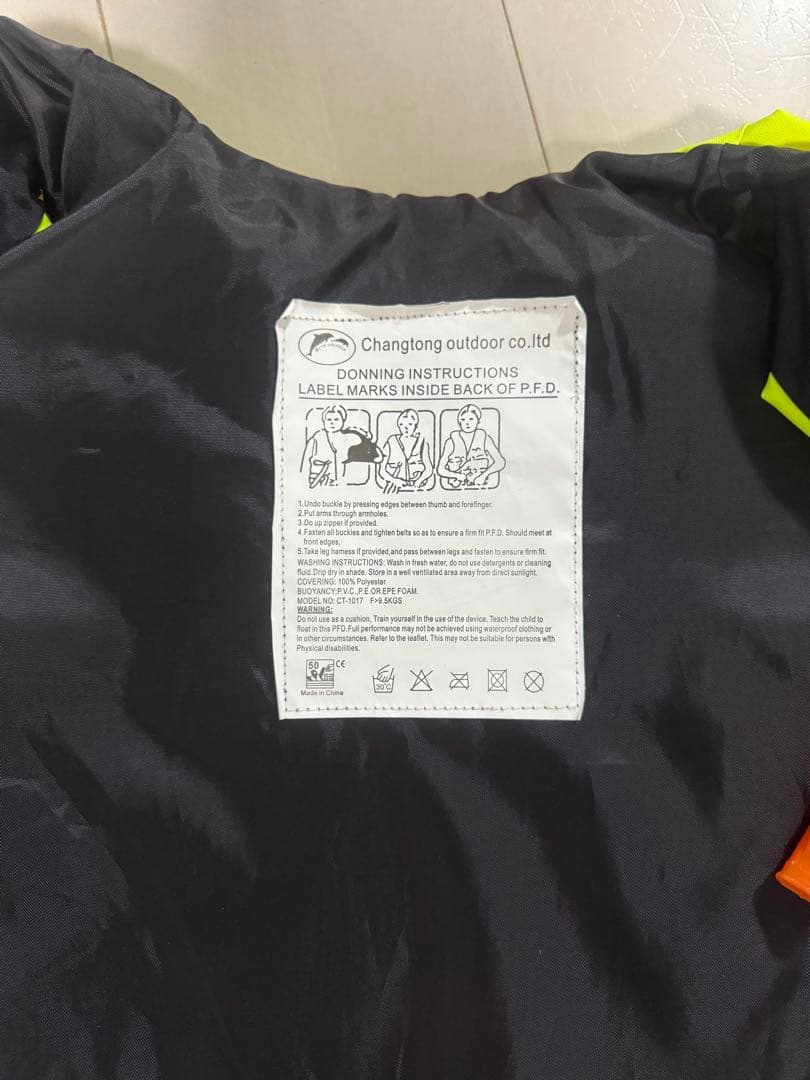 Changtong outdoor co.ltd
DONNING INSTRUCTIONS
LABEL MARKS INSIDE BACK OF P.F.D.
1.Undo buckle by pressing edges between thumb and forefinger.
2.Put arms through armholes.
3.Do up zipper if provided.
4.Fasten all buckles and tighten belts so as to ensure a firm fit P.F.D. Should meet at
front edges.
5.Take leg harness if provided,and pass between legs and fasten to ensure firm fit.
WASHING INSTRUCTIONS: Wash in fresh water, do not use detergents or cleaning
fluid.Drip dry in shade. Store in a well ventilated area away from direct sunlight.
COVERING: 100% Polyester
BUOYANCY:P.V.C.,P.E.OR EPE FOAM.
MODEL NO: CT-1017 F>9.5KGS
WARNING:
Do not use as a cushion, Train yourself in the use of the device. Teach the child to
float in this PFD.Full performance may not be achieved using waterproof clothing or
in other circumstances. Refer to the leaflet. This may not be suitable for persons with
Physical disabilities.
50 CE
30°C
Made in China